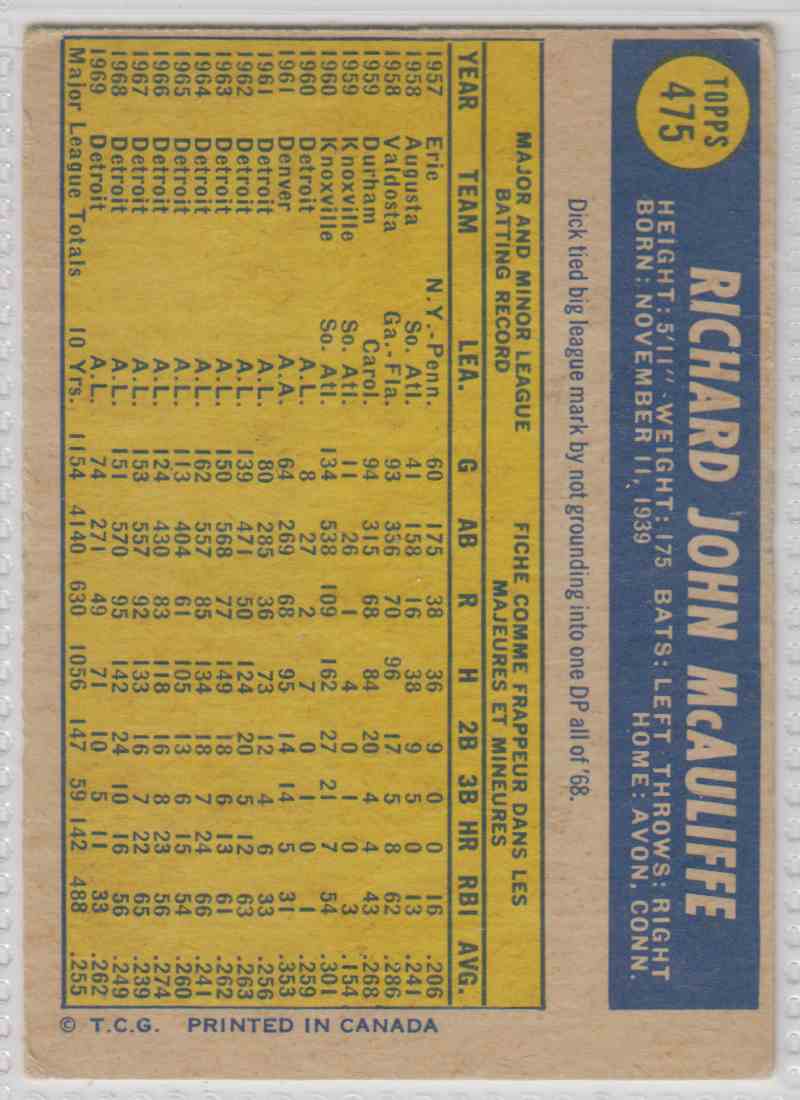 TOPPS
475
RICHARD JOHN McAULIFFE
HEIGHT: 5'11" WEIGHT: 175 BATS: LEFT THROWS: RIGHT
BORN: NOVEMBER 11, 1939 HOME: AVON, CONN.
Dick tied big league mark by not grounding into one DP all of '68.
MAJOR AND MINOR LEAGUE
BATTING RECORD
FICHE COMME FRAPPEUR DANS LES
MAJEURES ET MINEURES
YEAR TEAM LEA. G AB R H 2B 3B HR RBI AVG.
1957 Erie N.Y.-Penn. 60 175 38 36 9 0 0 16 .206
1958 Augusta So. Atl. 41 158 16 38 9 5 0 13 .241
1958 Valdosta Ga.-Fla. 93 336 70 96 17 5 8 62 .286
1959 Durham Carol. 94 315 68 84 20 4 4 43 .268
1959 Knoxville So. Atl. 11 26 1 4 0 1 0 3 .154
1960 Knoxville So. Atl. 134 538 109 162 27 21 7 54 .301
1960 Detroit A.L. 8 27 2 7 0 1 0 1 .259
1961 Denver A.A. 64 269 68 95 14 14 5 31 .353
1961 Detroit A.L. 80 285 36 73 12 4 6 33 .256
1962 Detroit A.L. 139 471 50 124 20 5 12 63 .263
1963 Detroit A.L. 150 568 77 149 18 6 13 61 .262
1964 Detroit A.L. 162 557 85 134 18 7 24 66 .241
1965 Detroit A.L. 113 404 61 105 13 6 15 54 .260
1966 Detroit A.L. 124 430 83 118 16 8 23 56 .274
1967 Detroit A.L. 153 557 92 133 16 7 22 65 .239
1968 Detroit A.L. 151 570 95 142 24 10 16 56 .249
1969 Detroit A.L. 74 271 49 71 10 5 11 33 .262
Major League Totals 10 Yrs. 1154 4140 630 1056 147 59 142 488 .255
© T.C.G. PRINTED IN CANADA